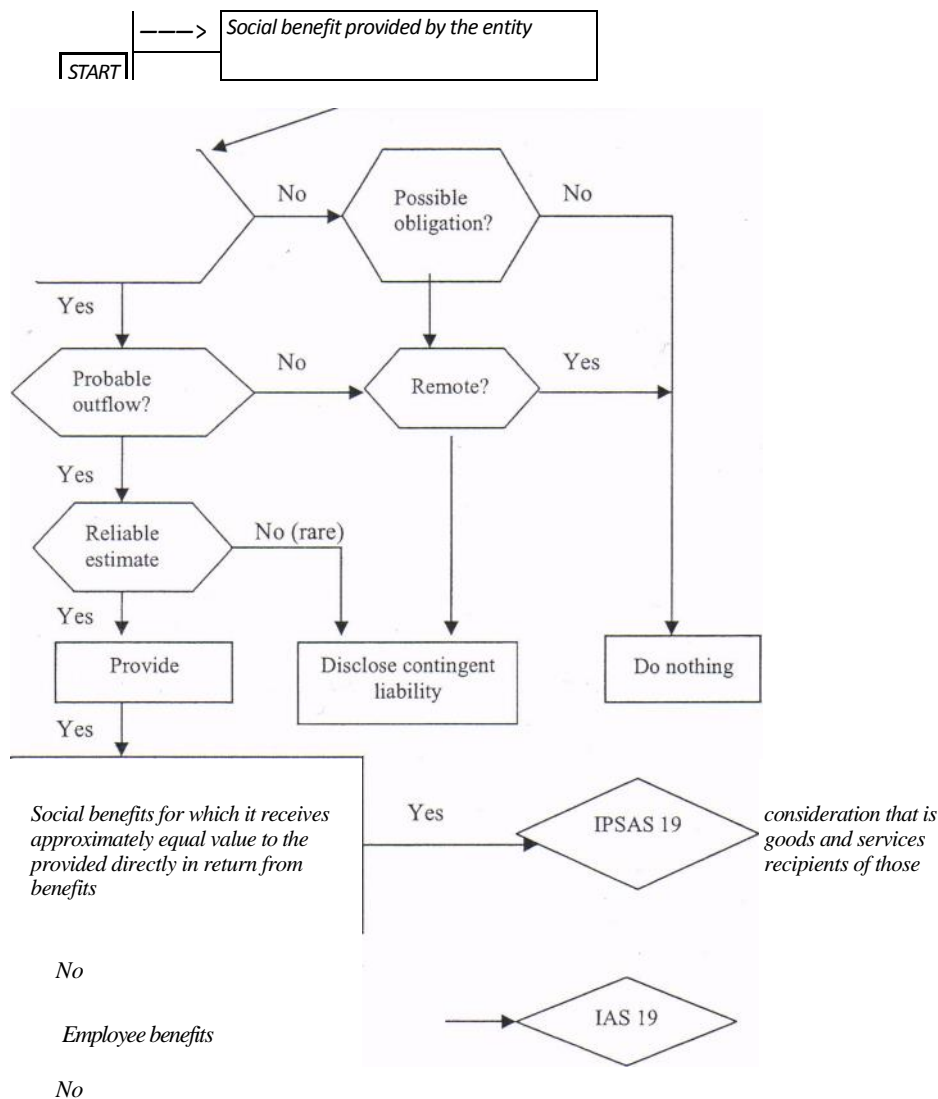 Social benefit provided by the entity
START
No
Possible
obligation?
No
Yes
Probable
outflow?
No
Remote?
Yes
Yes
Reliable
estimate
No (rare)
Yes
Provide
Disclose contingent
liability
Do nothing
Yes
Social benefits for which it receives
approximately equal value to the
provided directly in return from
benefits
Yes
IPSAS 19
consideration that is
goods and services
recipients of those
No
Employee benefits
IAS 19
No